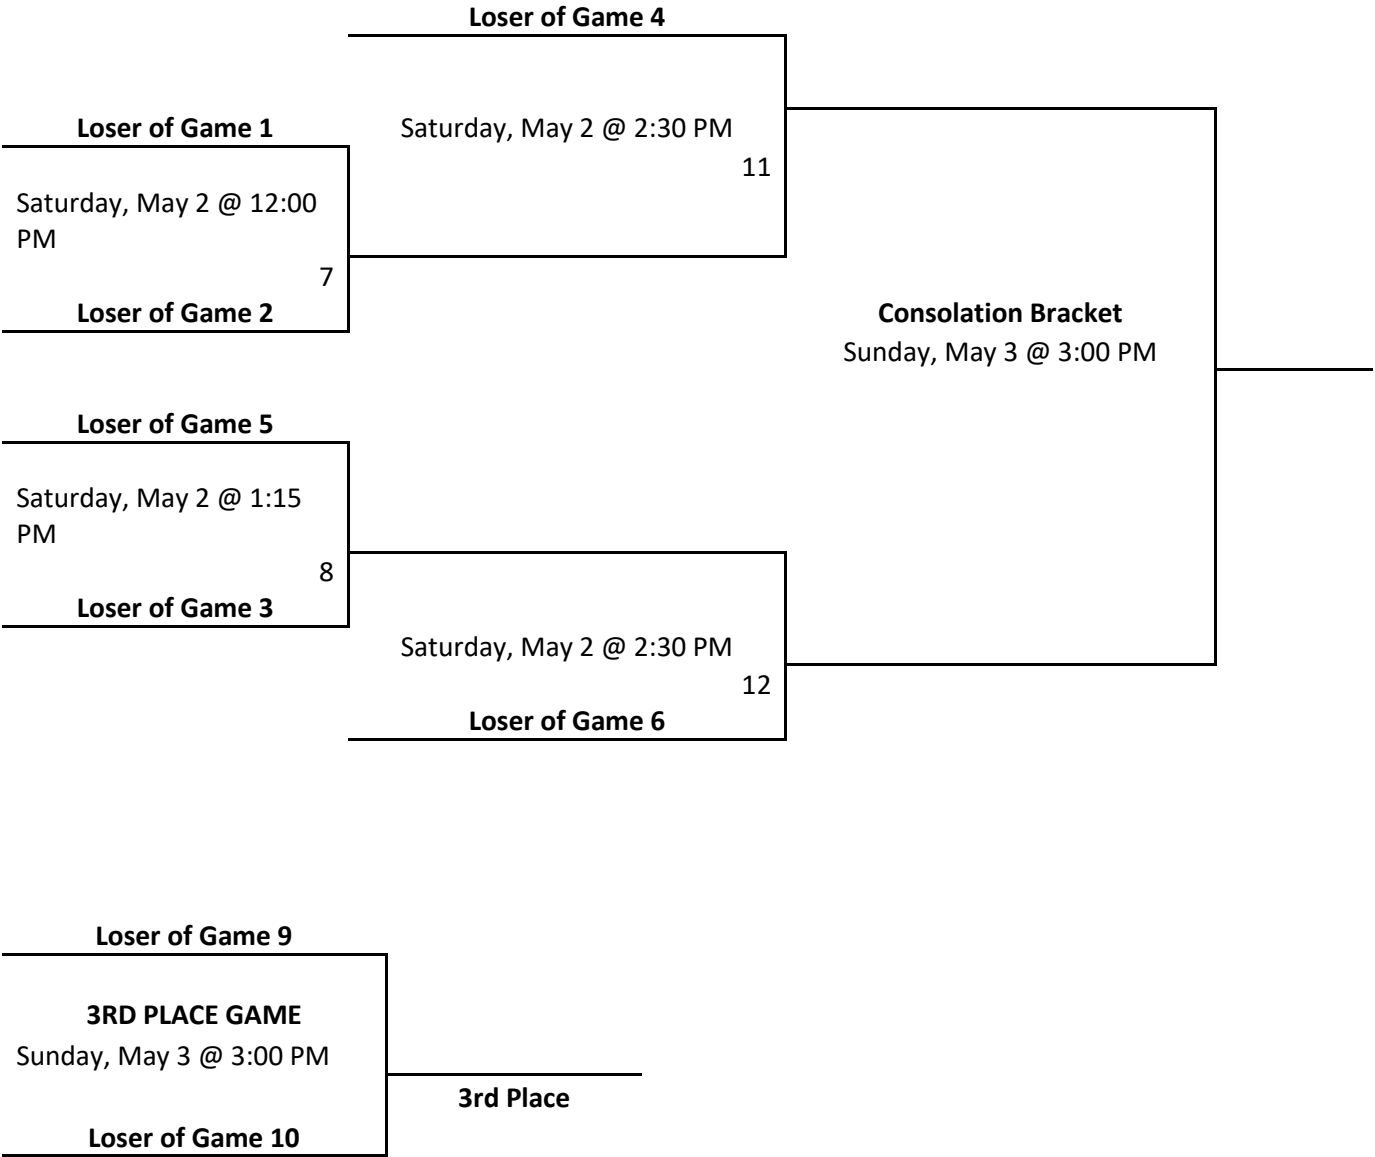 Loser of Game 4
Loser of Game 1
Saturday, May 2 @ 2:30 PM
11
Saturday, May 2 @ 12:00
PM
7
Loser of Game 2
Consolation Bracket
Sunday, May 3 @ 3:00 PM
Loser of Game 5
Saturday, May 2 @ 1:15
PM
8
Loser of Game 3
Saturday, May 2 @ 2:30 PM
12
Loser of Game 6
Loser of Game 9
3RD PLACE GAME
Sunday, May 3 @ 3:00 PM
3rd Place
Loser of Game 10